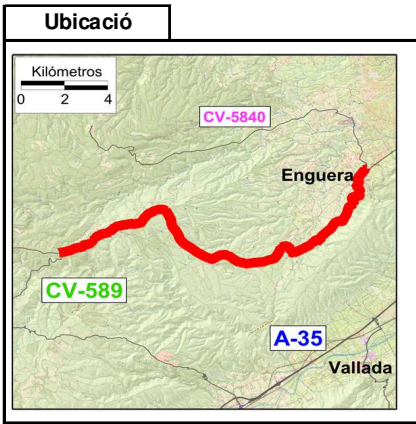 Ubicació
Kilómetros
0 2 4
CV-5840
Enguera
CV-589
A-35
Vallada